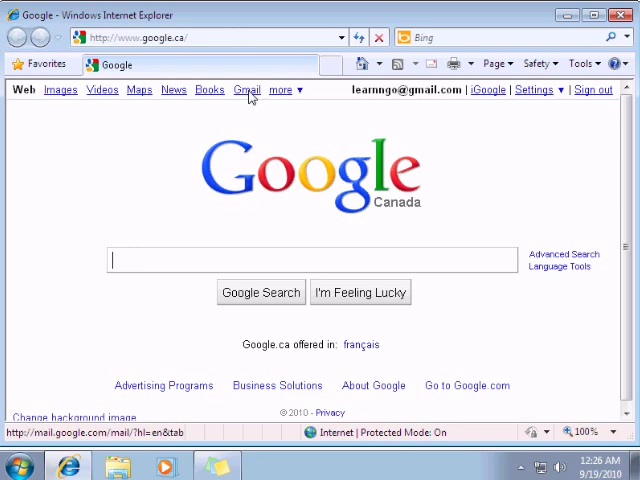 Google - Windows Internet Explorer
http://www.google.ca/
Bing
Favorites
Google
Page
Safety
Tools
Web Images Videos Maps News Books Gmail more
learnngo@gmail.com | iGoogle | Settings | Sign out
Google
Canada
Advanced Search
Language Tools
Google Search
I'm Feeling Lucky
Google.ca offered in: français
Advertising Programs Business Solutions About Google Go to Google.com
© 2010 - Privacy
Change background image
http://mail.google.com/mail/?hl=en&tab
Internet | Protected Mode: On
100%
12:26 AM
9/19/2010